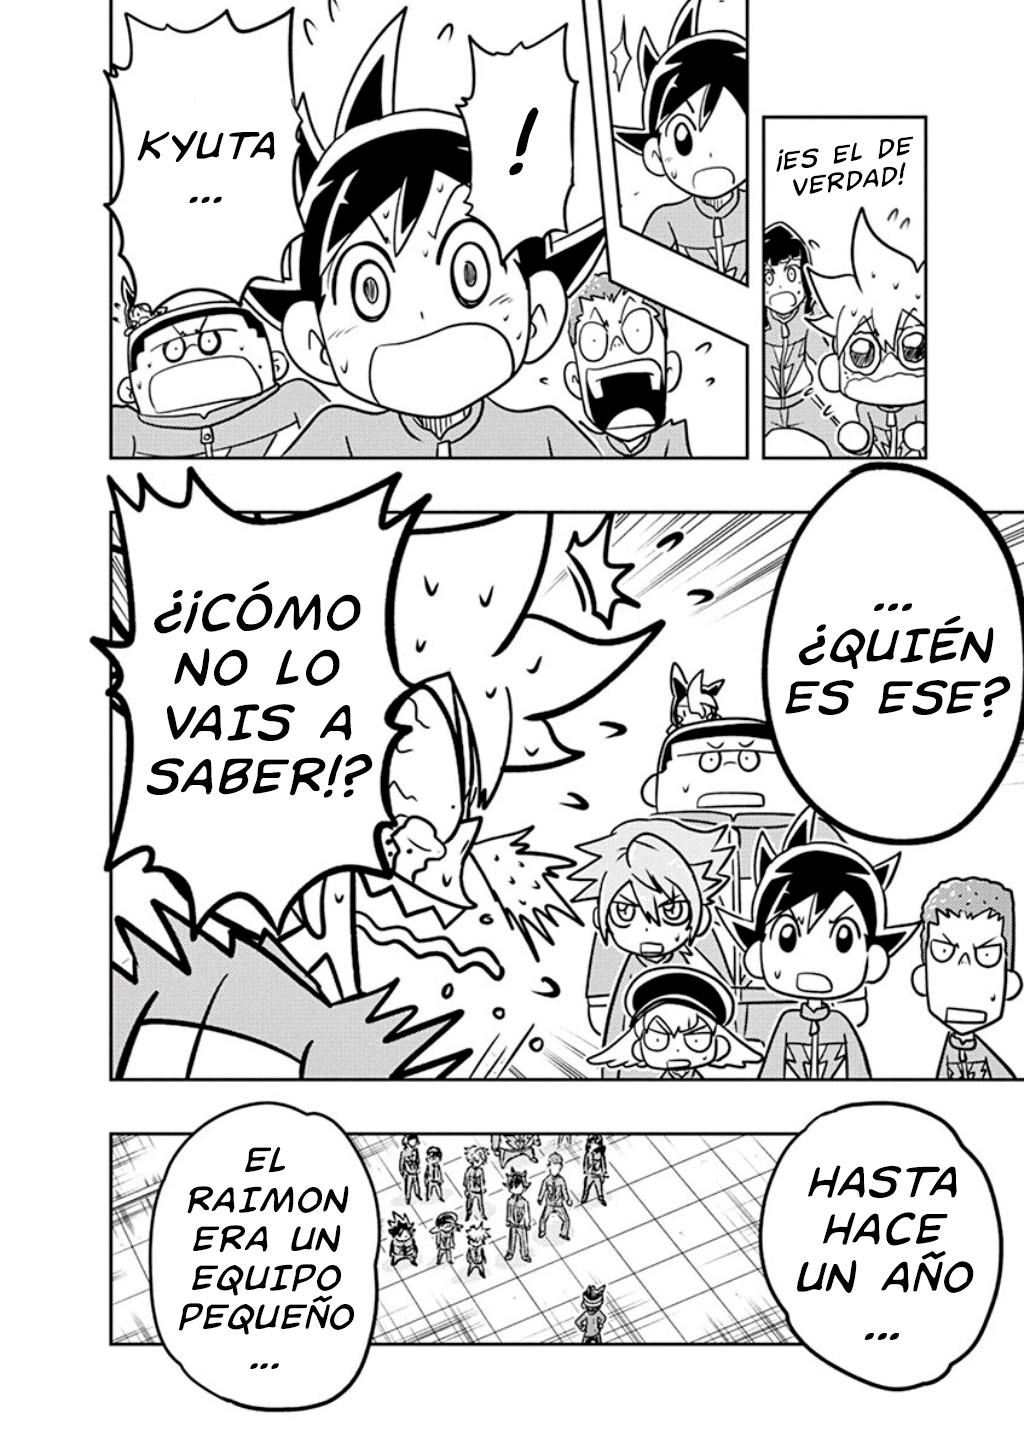 ¡ES EL DE
VERDAD!
!
KYUTA
...
...
¿QUIÉN
ES ESE?
¿¡CÓMO
NO LO
VAIS A
SABER!?
HASTA
HACE
UN AÑO
...
EL
RAIMON
ERA UN
EQUIPO
PEQUEÑO
...